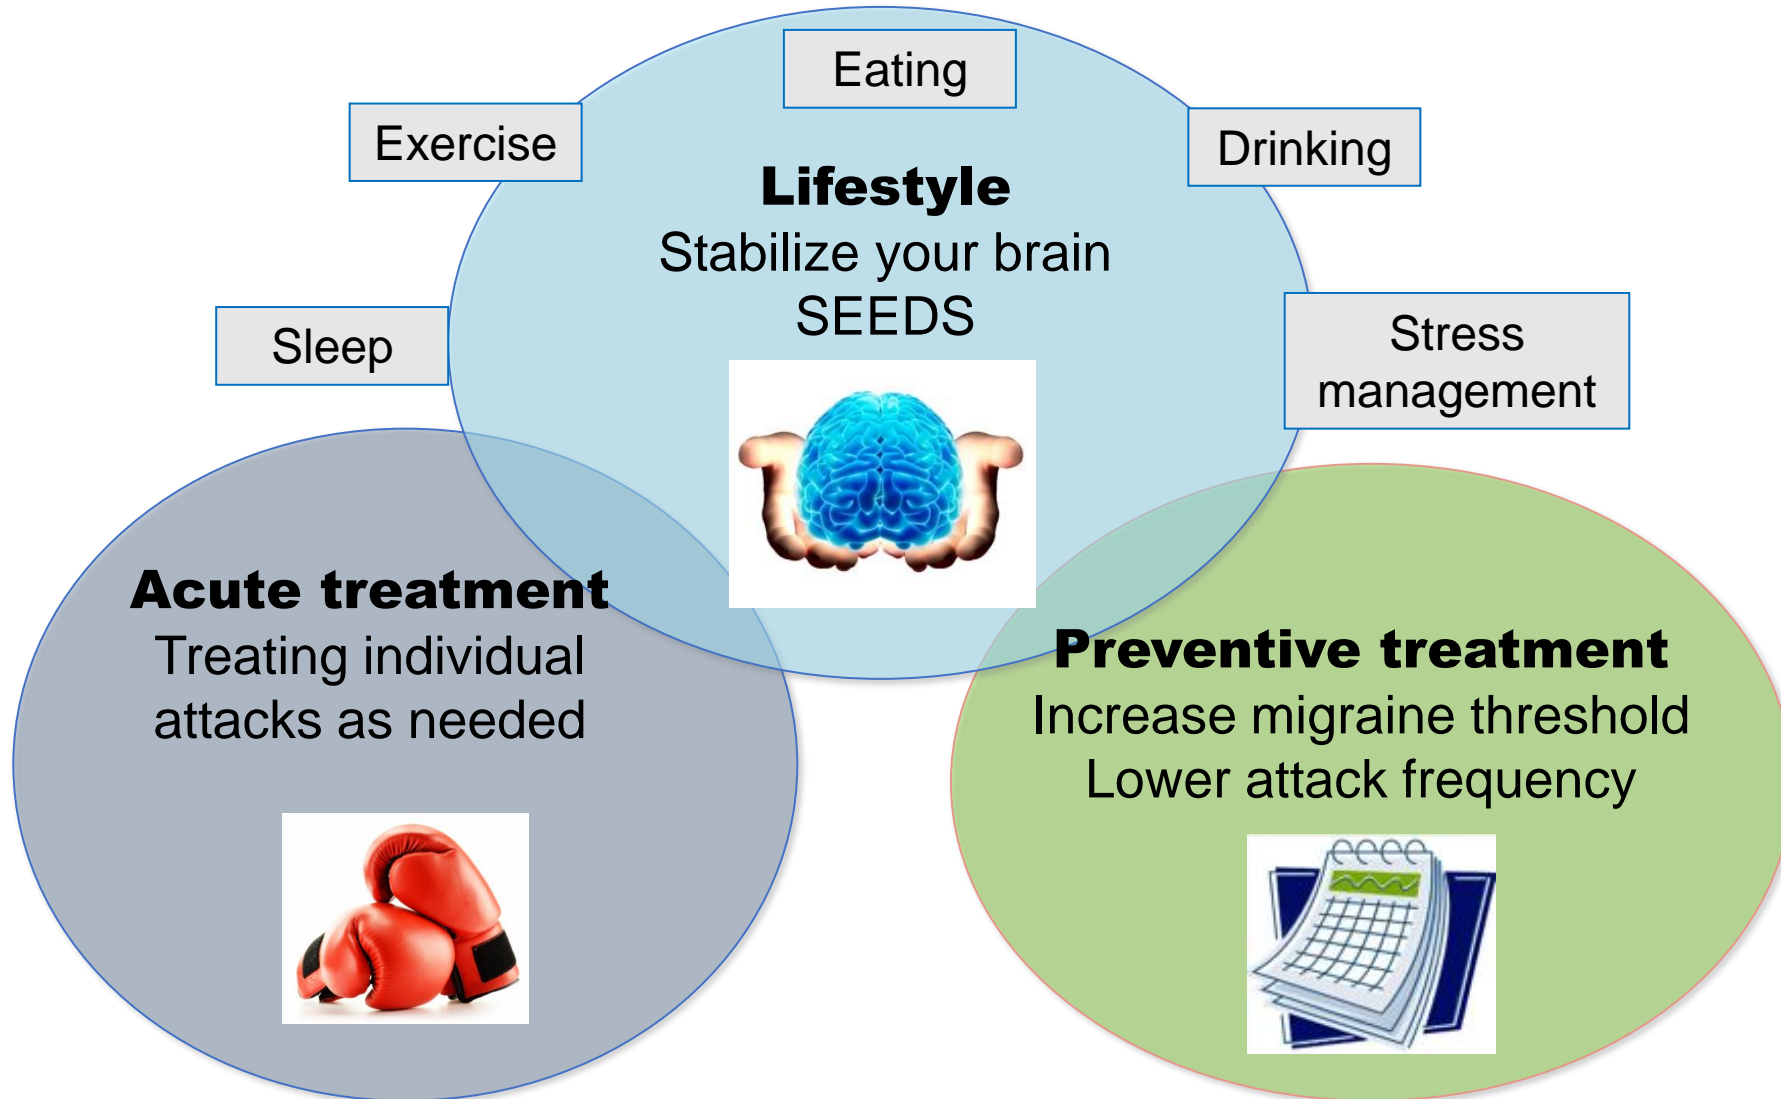 Eating
Exercise
Drinking
Lifestyle
Stabilize your brain
SEEDS
Sleep
Stress
management
Acute treatment
Treating individual
attacks as needed
Preventive treatment
Increase migraine threshold
Lower attack frequency